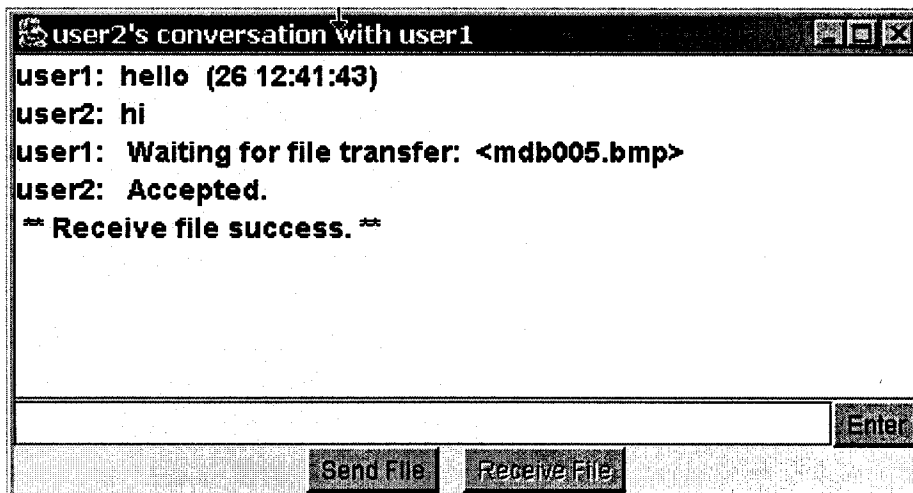 user2's conversation with user1
user1: hello (26 12:41:43)
user2: hi
user1: Waiting for file transfer: <mdb005.bmp>
user2: Accepted.
** Receive file success. **
Enter
Send File Receive File